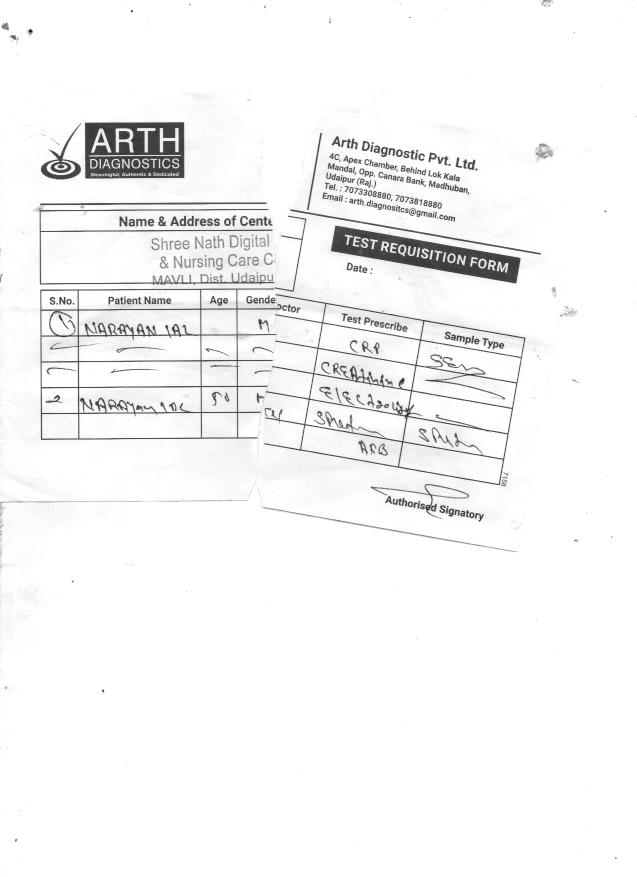 ARTH
DIAGNOSTICS
Meaningful, Authentic & Dedicated
Name & Address of Cente
Shree Nath Digital
& Nursing Care C
MAVLI, Dist. Udaipu
S.No. Patient Name Age Gende
1 NARAYAN LAL M
2 NARAYAN LAL 50 M
Arth Diagnostic Pvt. Ltd.
4C, Apex Chamber, Behind Lok Kala
Mandal, Opp. Canara Bank, Madhuban,
Udaipur (Raj.)
Tel. : 7073308880, 7073818880
Email : arth.diagnositcs@gmail.com
TEST REQUISITION FORM
Date :
octor Test Prescribe Sample Type
CRP
CREAtinine
AFB
7156
Authorised Signatory